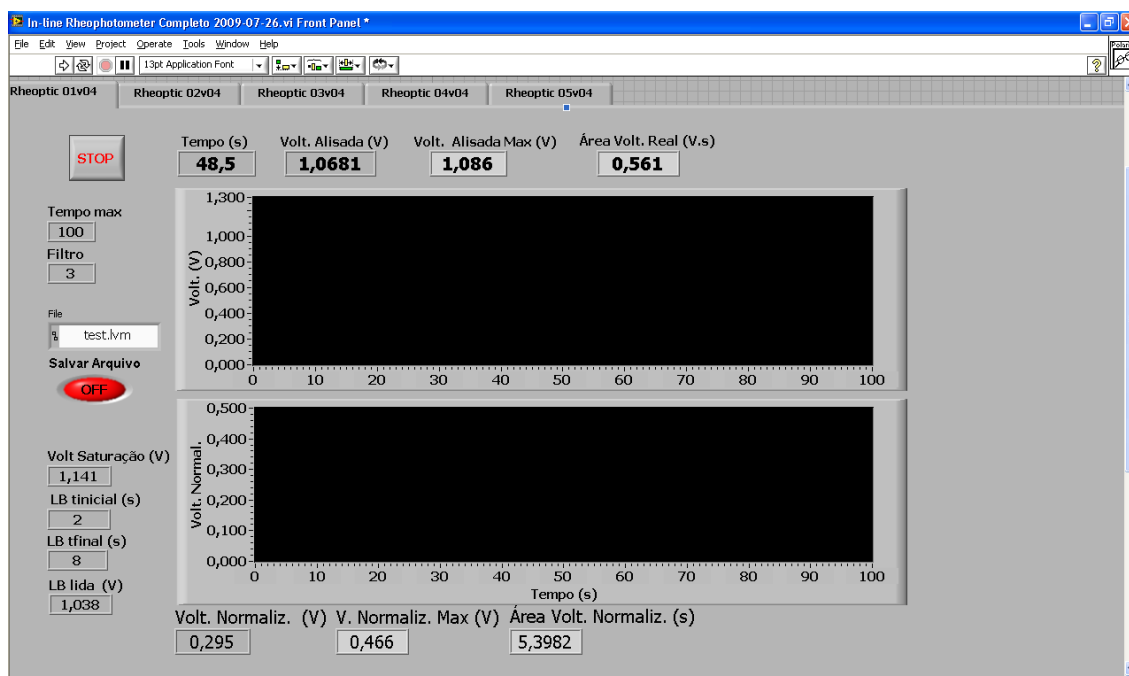 In-line Rheophotometer Completo 2009-07-26.vi Front Panel *
File Edit View Project Operate Tools Window Help
13pt Application Font
Rheoptic 01v04 Rheoptic 02v04 Rheoptic 03v04 Rheoptic 04v04 Rheoptic 05v04
STOP
Tempo (s) Volt. Alisada (V) Volt. Alisada Max (V) Área Volt. Real (V.s)
48,5 1,0681 1,086 0,561
Tempo max
100
Filtro
3
File
test.lvm
Salvar Arquivo
OFF
Volt Saturação (V)
1,141
LB tinicial (s)
2
LB tfinal (s)
8
LB lida (V)
1,038
Volt. (V)
1,300
1,000
0,800
0,600
0,400
0,200
0,000
0 10 20 30 40 50 60 70 80 90 100
Volt. Normal.
0,500
0,400
0,300
0,200
0,100
0,000
0 10 20 30 40 50 60 70 80 90 100
Tempo (s)
Volt. Normaliz. (V) V. Normaliz. Max (V) Área Volt. Normaliz. (s)
0,295 0,466 5,3982